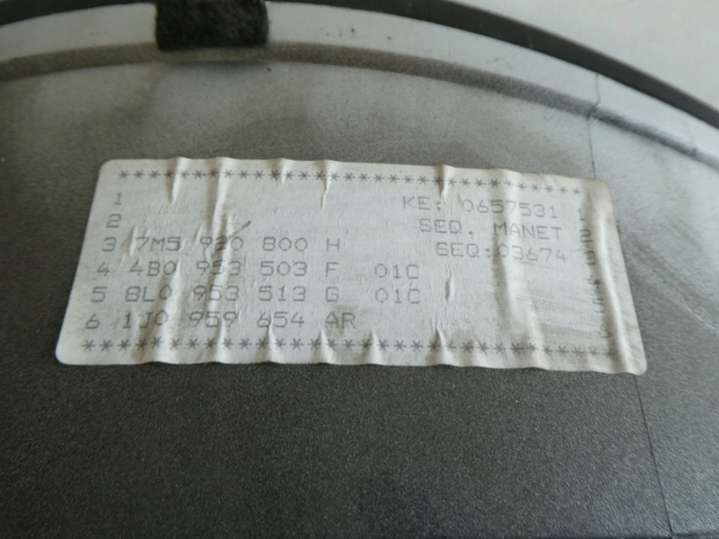 ************************************
1 KE: 0657531
2 SEQ. MANET
3 7M5 920 800 H SEQ:03674
4 4B0 953 503 F 01C
5 8L0 953 513 G 01C
6 1J0 959 654 AR
************************************